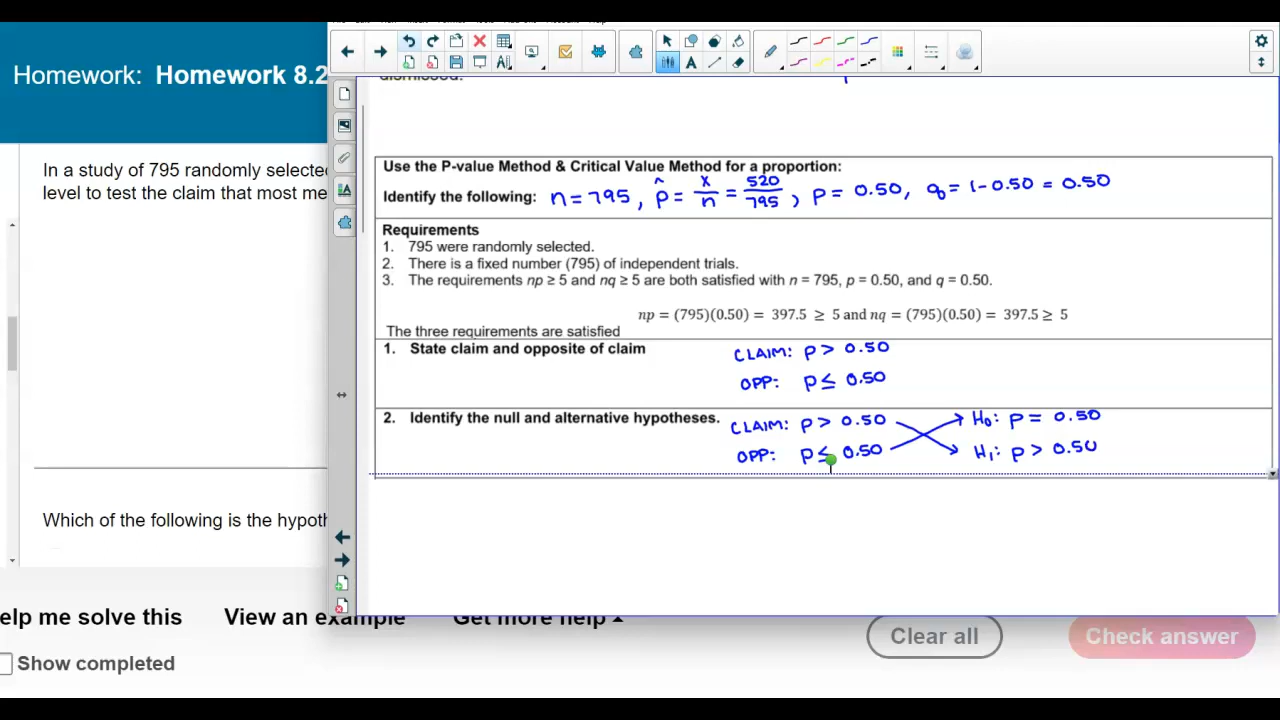 Homework: Homework 8.2
In a study of 795 randomly selected
level to test the claim that most me
Which of the following is the hypoth
elp me solve this
View an example
Get more help
Show completed
Clear all
Check answer
dismissed.
Use the P-value Method & Critical Value Method for a proportion:
Identify the following: n = 795, p̂ = x/n = 520/795, p = 0.50, q = 1 - 0.50 = 0.50
Requirements
1. 795 were randomly selected.
2. There is a fixed number (795) of independent trials.
3. The requirements np ≥ 5 and nq ≥ 5 are both satisfied with n = 795, p = 0.50, and q = 0.50.
np = (795)(0.50) = 397.5 ≥ 5 and nq = (795)(0.50) = 397.5 ≥ 5
The three requirements are satisfied
1. State claim and opposite of claim
CLAIM: p > 0.50
OPP: p ≤ 0.50
2. Identify the null and alternative hypotheses.
CLAIM: p > 0.50 H₀: p = 0.50
OPP: p ≤ 0.50 H₁: p > 0.50